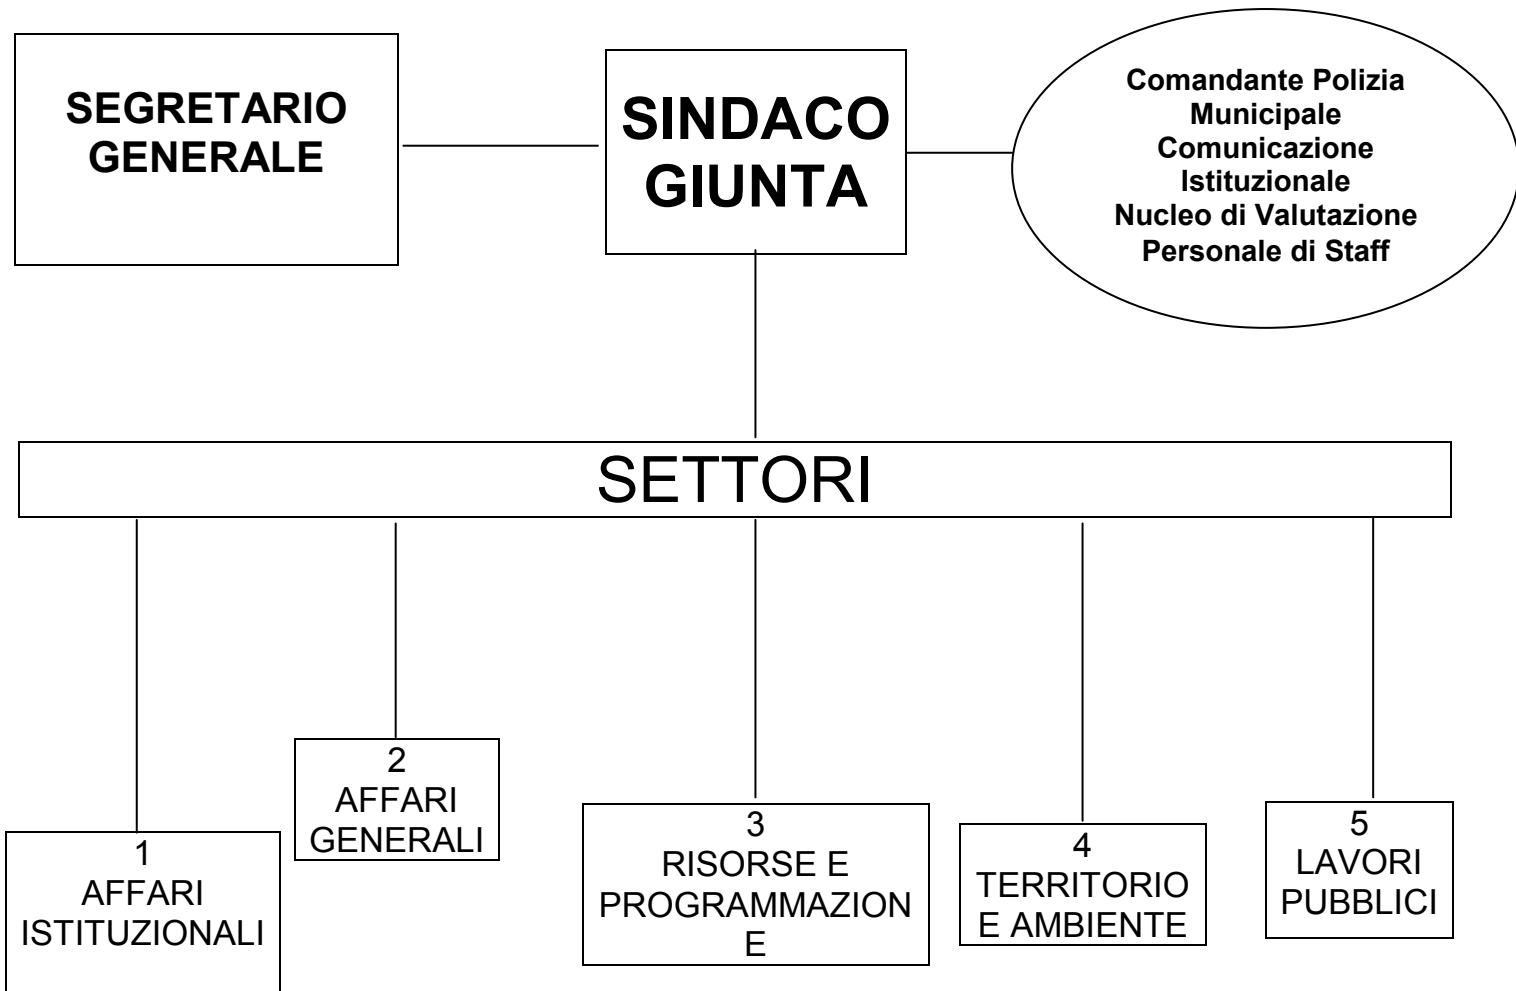 SEGRETARIO
GENERALE
SINDACO
GIUNTA
Comandante Polizia
Municipale
Comunicazione
Istituzionale
Nucleo di Valutazione
Personale di Staff
SETTORI
1
AFFARI
ISTITUZIONALI
2
AFFARI
GENERALI
3
RISORSE E
PROGRAMMAZION
E
4
TERRITORIO
E AMBIENTE
5
LAVORI
PUBBLICI